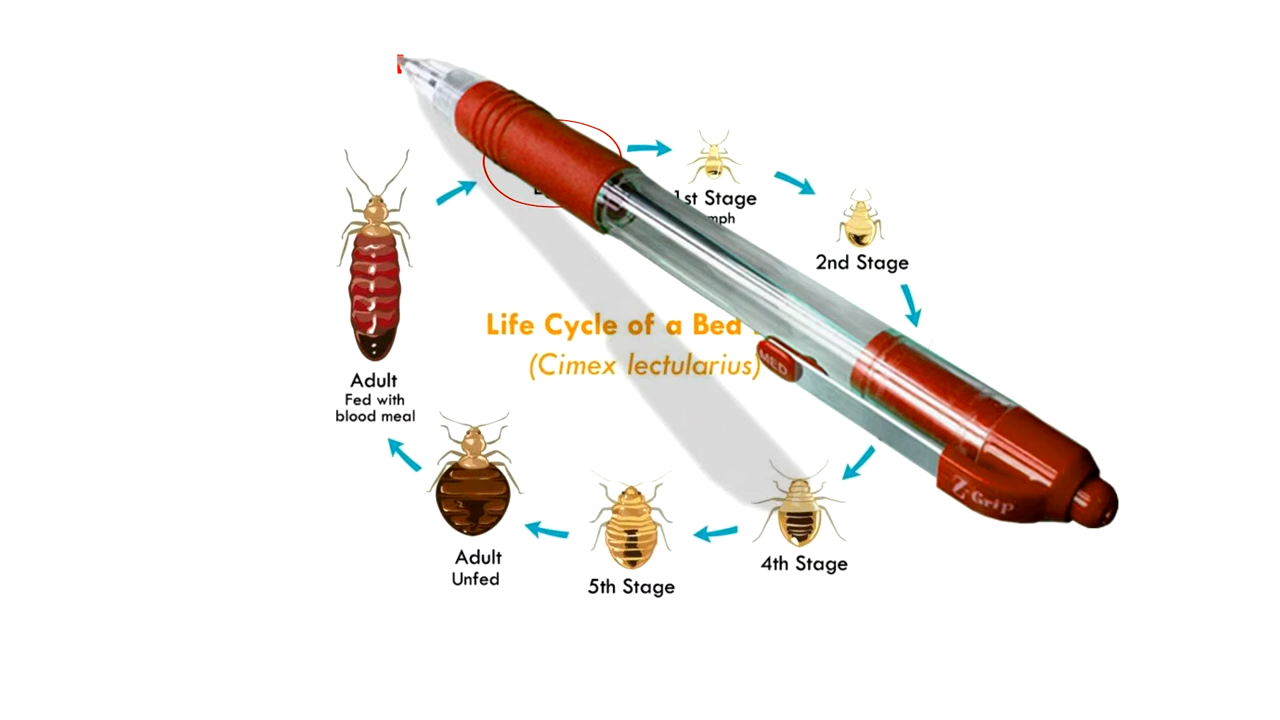 1st Stage
2nd Stage
Life Cycle of a Bed
(Cimex lectularius)
MED
Adult
Fed with
blood meal
Z-Grip
4th Stage
Adult
Unfed
5th Stage